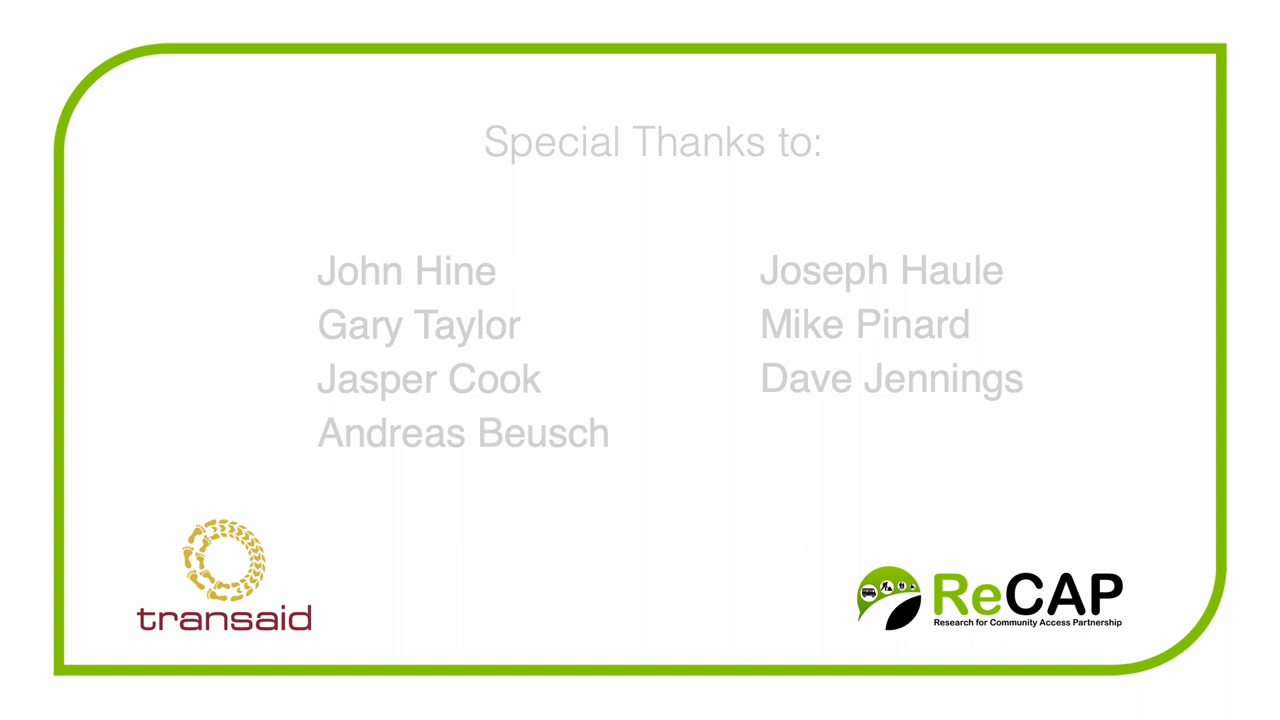 Special Thanks to:
John Hine
Gary Taylor
Jasper Cook
Andreas Beusch
Joseph Haule
Mike Pinard
Dave Jennings
transaid
ReCAP
Research for Community Access Partnership